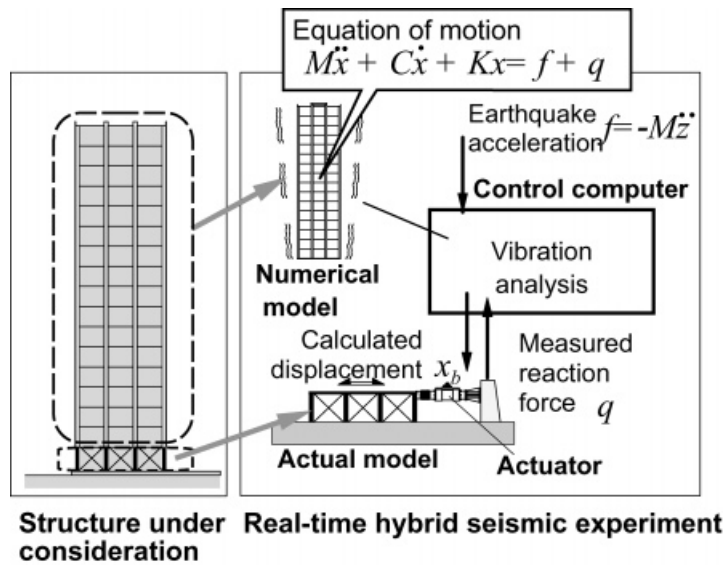 Equation of motion
Mẍ + Cẋ + Kx= f + q
Earthquake
acceleration f=-Mz̈
Control computer
Vibration
analysis
Numerical
model
Calculated
displacement
x_b
Measured
reaction
force q
Actual model
Actuator
Structure under
consideration
Real-time hybrid seismic experiment